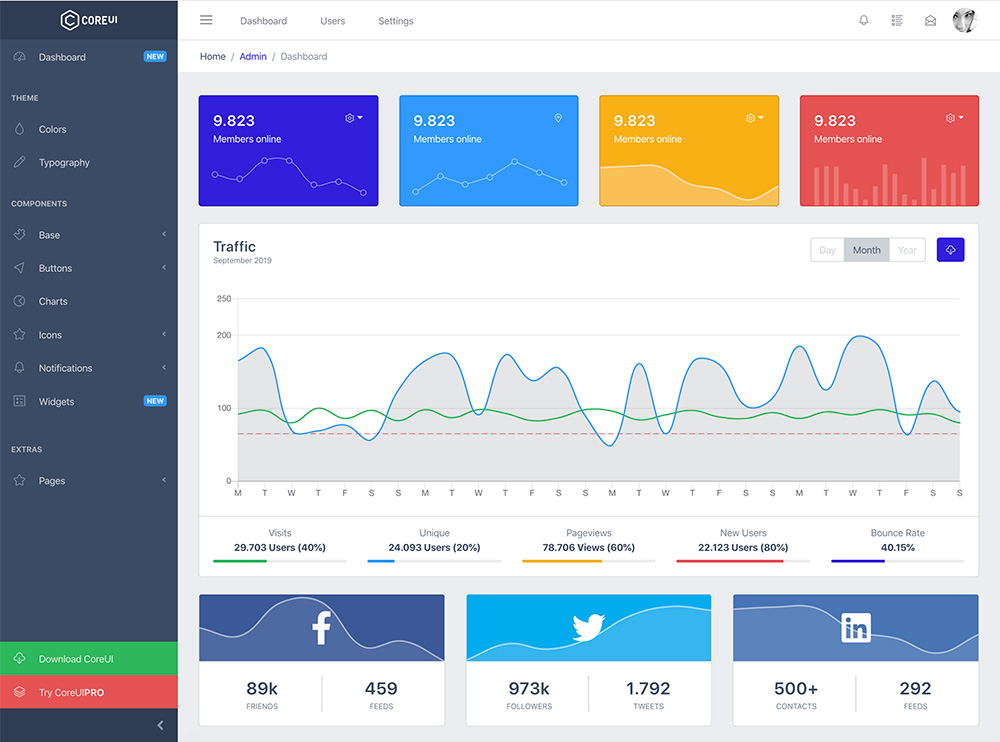 COREUI
Dashboard NEW
THEME
Colors
Typography
COMPONENTS
Base
Buttons
Charts
Icons
Notifications
Widgets NEW
EXTRAS
Pages
Download CoreUI
Try CoreUI PRO
Dashboard Users Settings
Home / Admin / Dashboard
9.823
Members online
9.823
Members online
9.823
Members online
9.823
Members online
Traffic
September 2019
Day Month Year
250
200
100
0
M T W T F S S M T W T F S S M T W T F S S M T W T F S S
Visits
29.703 Users (40%)
Unique
24.093 Users (20%)
Pageviews
78.706 Views (60%)
New Users
22.123 Users (80%)
Bounce Rate
40.15%
f
89k
FRIENDS
459
FEEDS
973k
FOLLOWERS
1.792
TWEETS
in
500+
CONTACTS
292
FEEDS